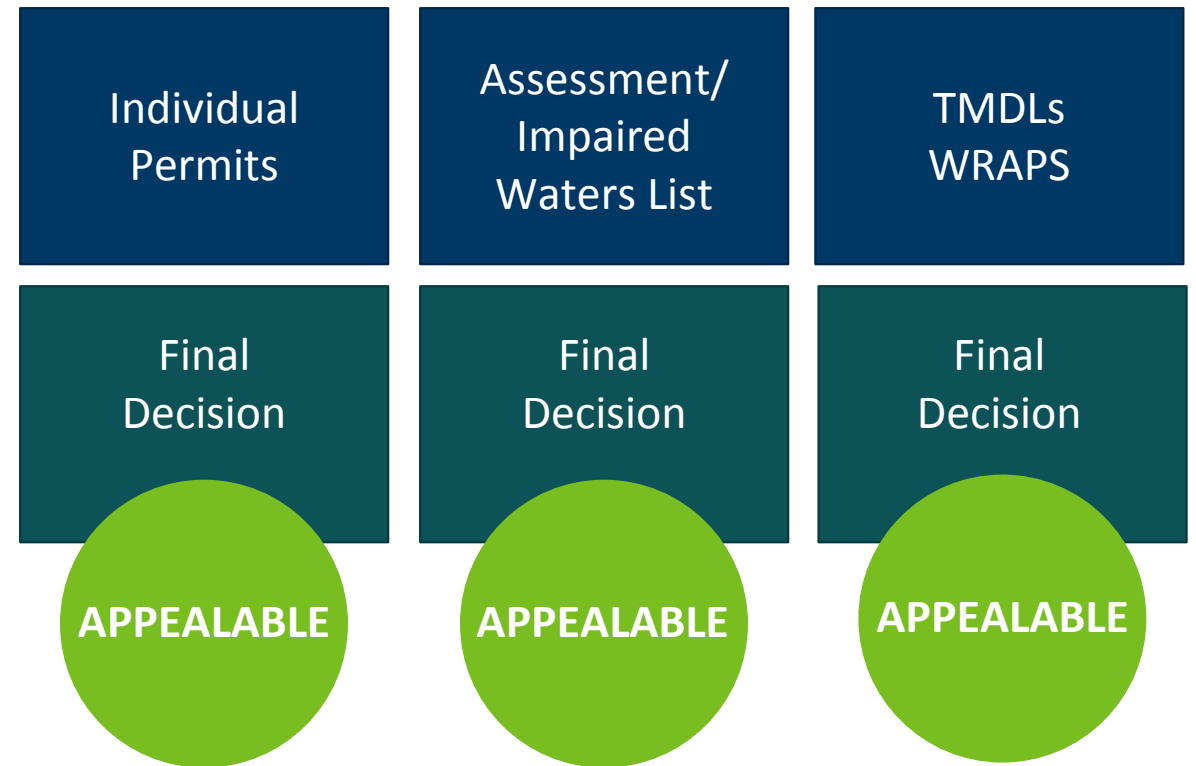 Individual
Permits
Assessment/
Impaired
Waters List
TMDLs
WRAPS
Final
Decision
Final
Decision
Final
Decision
APPEALABLE
APPEALABLE
APPEALABLE